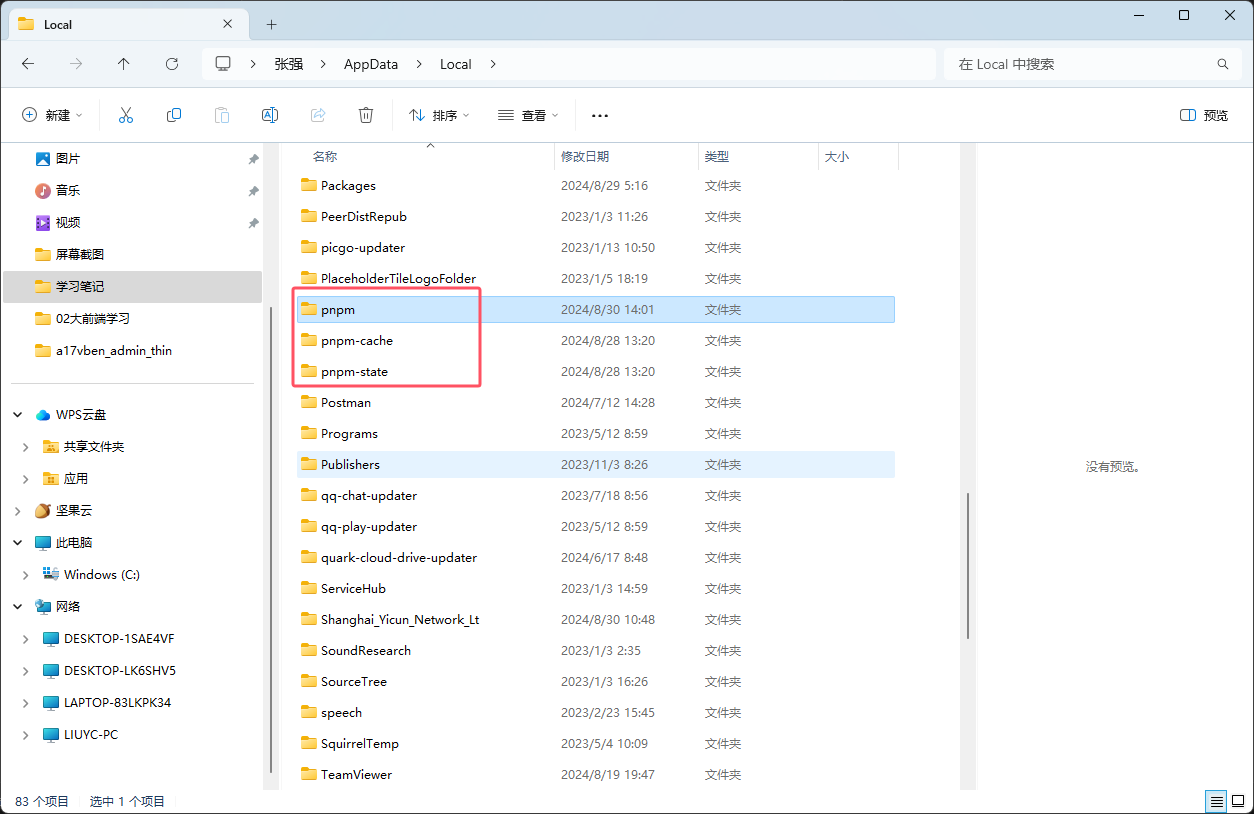 Local
张强 AppData Local
在 Local 中搜索
新建 排序 查看 预览
图片
音乐
视频
屏幕截图
学习笔记
02大前端学习
a17vben_admin_thin
WPS云盘
共享文件夹
应用
坚果云
此电脑
Windows (C:)
网络
DESKTOP-1SAE4VF
DESKTOP-LK6SHV5
LAPTOP-83LKPK34
LIUYC-PC
名称 修改日期 类型 大小
Packages 2024/8/29 5:16 文件夹
PeerDistRepub 2023/1/3 11:26 文件夹
picgo-updater 2023/1/13 10:50 文件夹
PlaceholderTileLogoFolder 2023/1/5 18:19 文件夹
pnpm 2024/8/30 14:01 文件夹
pnpm-cache 2024/8/28 13:20 文件夹
pnpm-state 2024/8/28 13:20 文件夹
Postman 2024/7/12 14:28 文件夹
Programs 2023/5/12 8:59 文件夹
Publishers 2023/11/3 8:26 文件夹
qq-chat-updater 2023/7/18 8:56 文件夹
qq-play-updater 2023/5/12 8:59 文件夹
quark-cloud-drive-updater 2024/6/17 8:48 文件夹
ServiceHub 2023/1/3 14:59 文件夹
Shanghai_Yicun_Network_Lt 2024/8/30 10:48 文件夹
SoundResearch 2023/1/3 2:35 文件夹
SourceTree 2023/1/3 16:26 文件夹
speech 2023/2/23 15:45 文件夹
SquirrelTemp 2023/5/4 10:09 文件夹
TeamViewer 2024/8/19 19:47 文件夹
没有预览。
83 个项目 选中 1 个项目